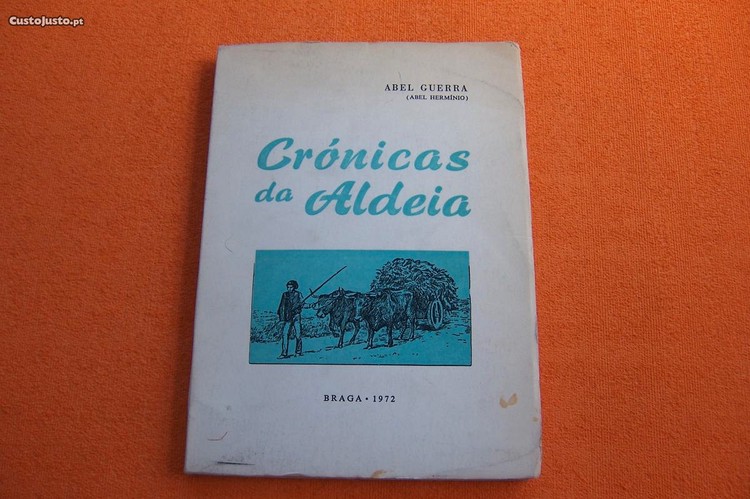 CustoJusto.pt
ABEL GUERRA
(ABEL HERMÍNIO)
Crónicas
da Aldeia
BRAGA • 1972